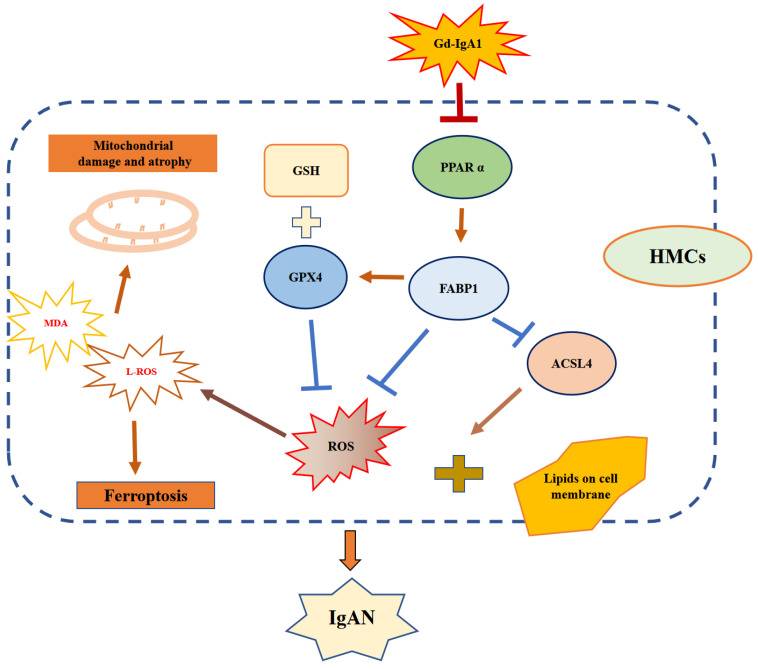 Gd-IgA1
Mitochondrial
damage and atrophy
GSH
PPAR α
HMCs
GPX4
FABP1
MDA
L-ROS
ACSL4
ROS
Lipids on cell
membrane
Ferroptosis
IgAN